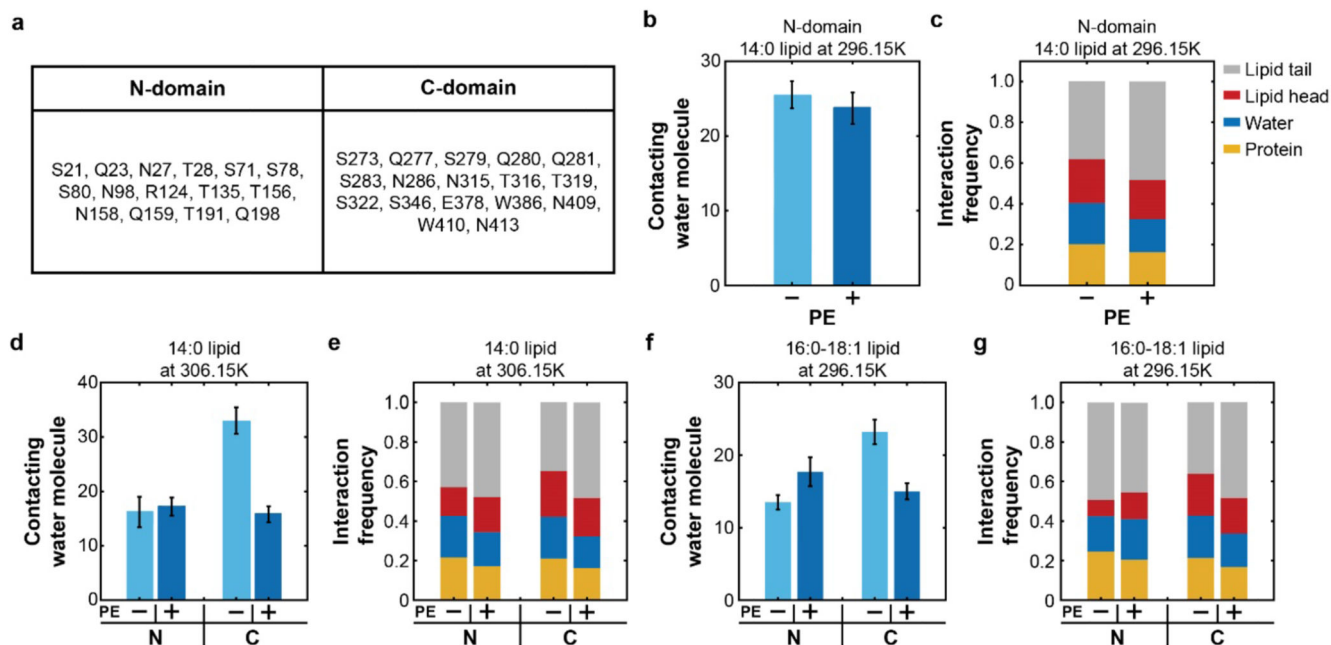 a
N-domain
C-domain
S21, Q23, N27, T28, S71, S78,
S80, N98, R124, T135, T156,
N158, Q159, T191, Q198
S273, Q277, S279, Q280, Q281,
S283, N286, N315, T316, T319,
S322, S346, E378, W386, N409,
W410, N413
b
N-domain
14:0 lipid at 296.15K
Contacting
water molecule
30
20
10
0
− +
PE
c
N-domain
14:0 lipid at 296.15K
Interaction
frequency
1.0
0.8
0.6
0.4
0.2
0
− +
PE
Lipid tail
Lipid head
Water
Protein
d
14:0 lipid
at 306.15K
Contacting
water molecule
40
30
20
10
0
PE − + − +
N C
e
14:0 lipid
at 306.15K
Interaction
frequency
1.0
0.8
0.6
0.4
0.2
0
PE − + − +
N C
f
16:0-18:1 lipid
at 296.15K
Contacting
water molecule
30
20
10
0
PE − + − +
N C
g
16:0-18:1 lipid
at 296.15K
Interaction
frequency
1.0
0.8
0.6
0.4
0.2
0
PE − + − +
N C